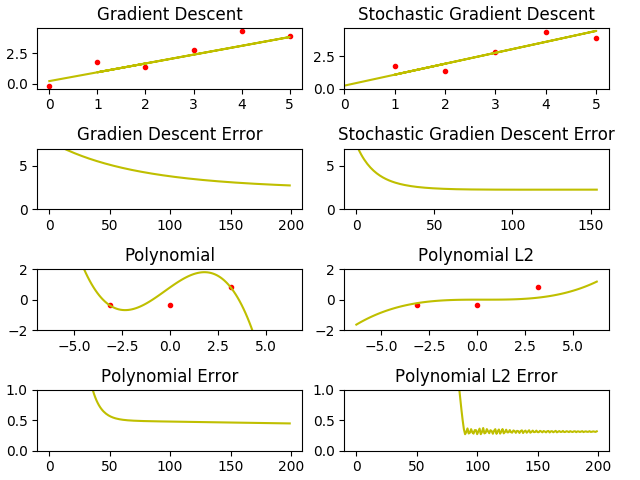 Gradient Descent
Stochastic Gradient Descent
2.5
0.0
0 1 2 3 4 5
2.5
0.0
0 1 2 3 4 5
Gradien Descent Error
Stochastic Gradien Descent Error
5
0
0 50 100 150 200
5
0
0 50 100 150
Polynomial
Polynomial L2
2
0
−2
−5.0 −2.5 0.0 2.5 5.0
2
0
−2
−5.0 −2.5 0.0 2.5 5.0
Polynomial Error
Polynomial L2 Error
1.0
0.5
0.0
0 50 100 150 200
1.0
0.5
0.0
0 50 100 150 200